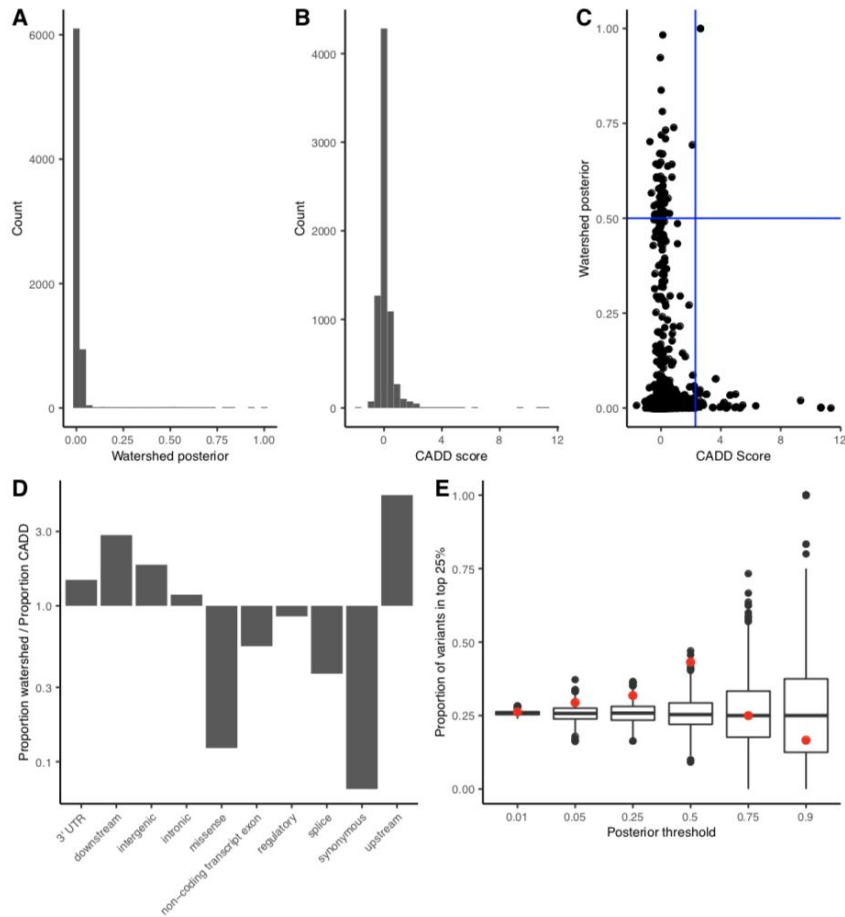 A
6000
4000
2000
0
Count
0.00 0.25 0.50 0.75 1.00
Watershed posterior
B
4000
3000
2000
1000
0
Count
0 4 8 12
CADD score
C
1.00
0.75
0.50
0.25
0.00
Watershed posterior
0 4 8 12
CADD Score
D
3.0
1.0
0.3
0.1
Proportion watershed / Proportion CADD
3' UTR
downstream
intergenic
intronic
missense
non-coding transcript exon
regulatory
splice
synonymous
upstream
E
1.00
0.75
0.50
0.25
0.00
Proportion of variants in top 25%
0.01 0.05 0.25 0.5 0.75 0.9
Posterior threshold